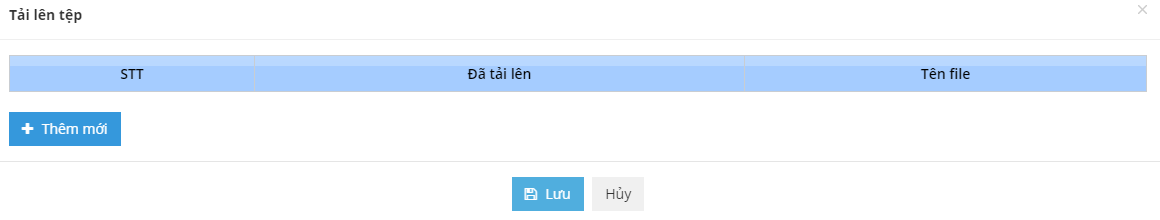 Tải lên tệp
STT Đã tải lên Tên file
Thêm mới
Lưu Hủy